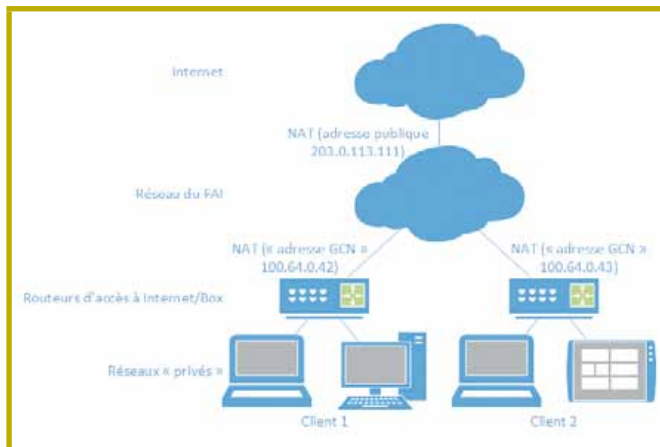 Internet
NAT (adresse publique
203.0.113.111)
Réseau du FAI
NAT (« adresse GCN »
100.64.0.42)
NAT (« adresse GCN »
100.64.0.43)
Routeurs d'accès à Internet/Box
Réseaux « privés »
Client 1
Client 2